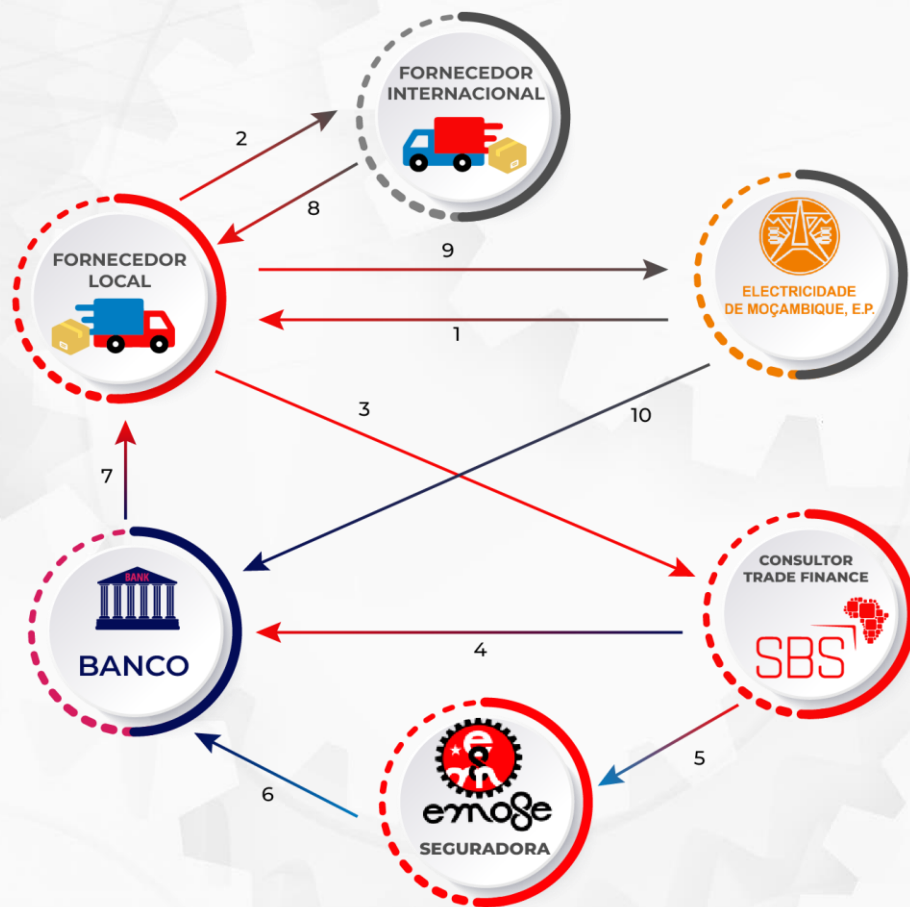 FORNECEDOR
INTERNACIONAL
2
8
FORNECEDOR
LOCAL
9
1
ELECTRICIDADE
DE MOÇAMBIQUE, E.P.
3
10
7
BANK
BANCO
CONSULTOR
TRADE FINANCE
SBS
4
5
6
em
emose
SEGURADORA